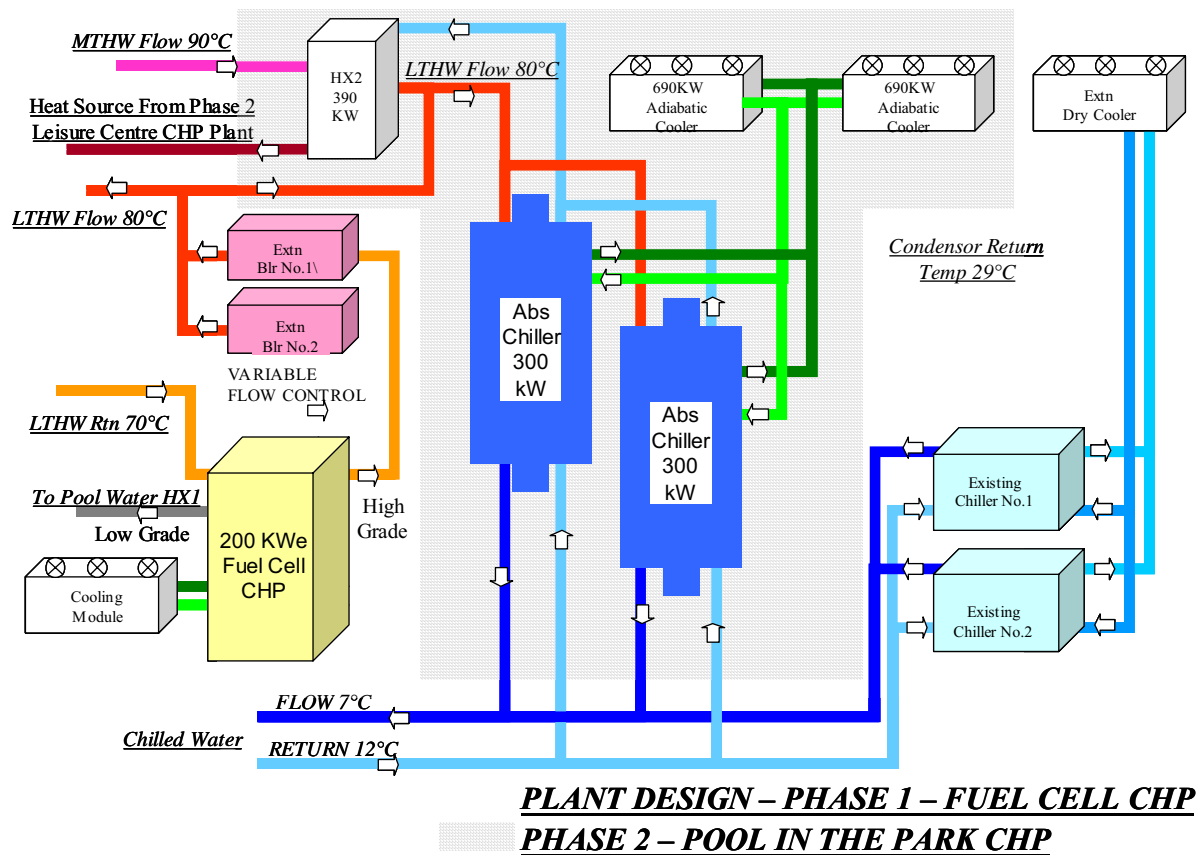 MTHW Flow 90°C
HX2
390
KW
LTHW Flow 80°C
690KW
Adiabatic
Cooler
690KW
Adiabatic
Cooler
Extn
Dry Cooler
Heat Source From Phase 2
Leisure Centre CHP Plant
LTHW Flow 80°C
Extn
Blr No.1\
Extn
Blr No.2
Condensor Return
Temp 29°C
Abs
Chiller
300
kW
Abs
Chiller
300
kW
VARIABLE
FLOW CONTROL
LTHW Rtn 70°C
To Pool Water HX1
Low Grade
High
Grade
200 KWe
Fuel Cell
CHP
Cooling
Module
Existing
Chiller No.1
Existing
Chiller No.2
FLOW 7°C
Chilled Water
RETURN 12°C
PLANT DESIGN – PHASE 1 – FUEL CELL CHP
PHASE 2 – POOL IN THE PARK CHP